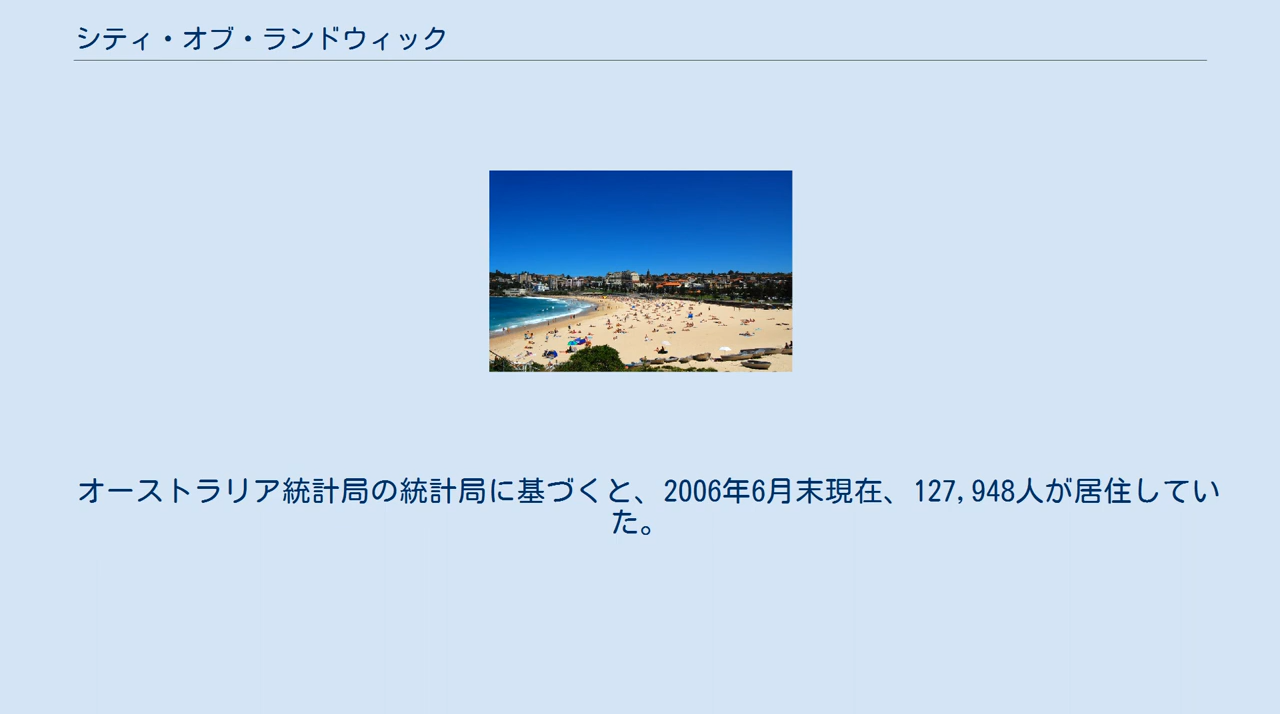 シティ・オブ・ランドウィック
オーストラリア統計局の統計局に基づくと、2006年6月末現在、127,948人が居住してい
た。